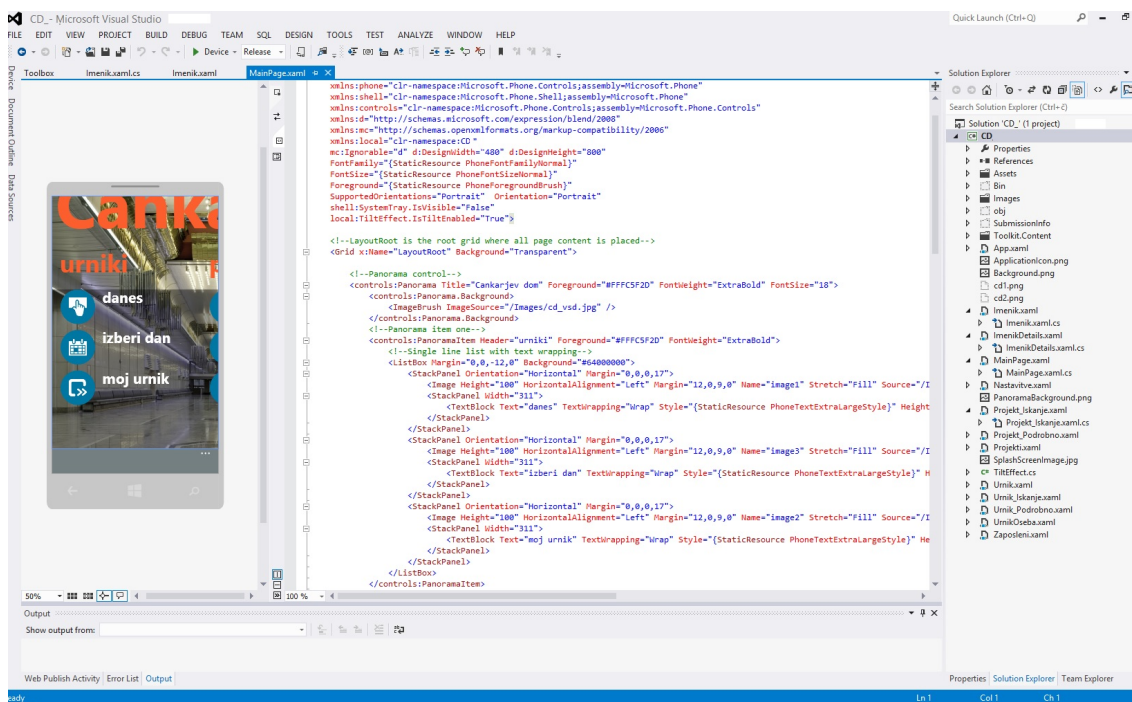 CD_- Microsoft Visual Studio
Quick Launch (Ctrl+Q)
FILE EDIT VIEW PROJECT BUILD DEBUG TEAM SQL DESIGN TOOLS TEST ANALYZE WINDOW HELP
Device Release
Device Document Outline Data Sources
Toolbox Imenik.xaml.cs Imenik.xaml MainPage.xaml
xmlns:phone="clr-namespace:Microsoft.Phone.Controls;assembly=Microsoft.Phone"
xmlns:shell="clr-namespace:Microsoft.Phone.Shell;assembly=Microsoft.Phone"
xmlns:controls="clr-namespace:Microsoft.Phone.Controls;assembly=Microsoft.Phone.Controls"
xmlns:d="http://schemas.microsoft.com/expression/blend/2008"
xmlns:mc="http://schemas.openxmlformats.org/markup-compatibility/2006"
xmlns:local="clr-namespace:CD "
mc:Ignorable="d" d:DesignWidth="480" d:DesignHeight="800"
FontFamily="{StaticResource PhoneFontFamilyNormal}"
FontSize="{StaticResource PhoneFontSizeNormal}"
Foreground="{StaticResource PhoneForegroundBrush}"
SupportedOrientations="Portrait" Orientation="Portrait"
shell:SystemTray.IsVisible="False"
local:TiltEffect.IsTiltEnabled="True">
<!--LayoutRoot is the root grid where all page content is placed-->
<Grid x:Name="LayoutRoot" Background="Transparent">
<!--Panorama control-->
<controls:Panorama Title="Cankarjev dom" Foreground="#FFFC5F2D" FontWeight="ExtraBold" FontSize="18">
<controls:Panorama.Background>
<ImageBrush ImageSource="/Images/cd_vsd.jpg" />
</controls:Panorama.Background>
<!--Panorama item one-->
<controls:PanoramaItem Header="urniki" Foreground="#FFFC5F2D" FontWeight="ExtraBold">
<!--Single line list with text wrapping-->
<ListBox Margin="0,0,-12,0" Background="#64000000">
<StackPanel Orientation="Horizontal" Margin="0,0,0,17">
<Image Height="100" HorizontalAlignment="Left" Margin="12,0,9,0" Name="image1" Stretch="Fill" Source="/I
<StackPanel Width="311">
<TextBlock Text="danes" TextWrapping="Wrap" Style="{StaticResource PhoneTextExtraLargeStyle}" Height
</StackPanel>
</StackPanel>
<StackPanel Orientation="Horizontal" Margin="0,0,0,17">
<Image Height="100" HorizontalAlignment="Left" Margin="12,0,9,0" Name="image3" Stretch="Fill" Source="/I
<StackPanel Width="311">
<TextBlock Text="izberi dan" TextWrapping="Wrap" Style="{StaticResource PhoneTextExtraLargeStyle}" H
</StackPanel>
</StackPanel>
<StackPanel Orientation="Horizontal" Margin="0,0,0,17">
<Image Height="100" HorizontalAlignment="Left" Margin="12,0,9,0" Name="image2" Stretch="Fill" Source="/I
<StackPanel Width="311">
<TextBlock Text="moj urnik" TextWrapping="Wrap" Style="{StaticResource PhoneTextExtraLargeStyle}" He
</StackPanel>
</StackPanel>
</ListBox>
</controls:PanoramaItem>
Canka
urniki
danes
izberi dan
moj urnik
50%
100 %
Output
Show output from:
Web Publish Activity Error List Output
Solution Explorer
Search Solution Explorer (Ctrl+č)
Solution 'CD_' (1 project)
CD
Properties
References
Assets
Bin
Images
obj
SubmissionInfo
Toolkit.Content
App.xaml
ApplicationIcon.png
Background.png
cd1.png
cd2.png
Imenik.xaml
Imenik.xaml.cs
ImenikDetails.xaml
ImenikDetails.xaml.cs
MainPage.xaml
MainPage.xaml.cs
Nastavitve.xaml
PanoramaBackground.png
Projekt_Iskanje.xaml
Projekt_Iskanje.xaml.cs
Projekt_Podrobno.xaml
Projekti.xaml
SplashScreenImage.jpg
TiltEffect.cs
Urnik.xaml
Urnik_Iskanje.xaml
Urnik_Podrobno.xaml
UrnikOseba.xaml
Zaposleni.xaml
Properties Solution Explorer Team Explorer
eady Ln 1 Col 1 Ch 1